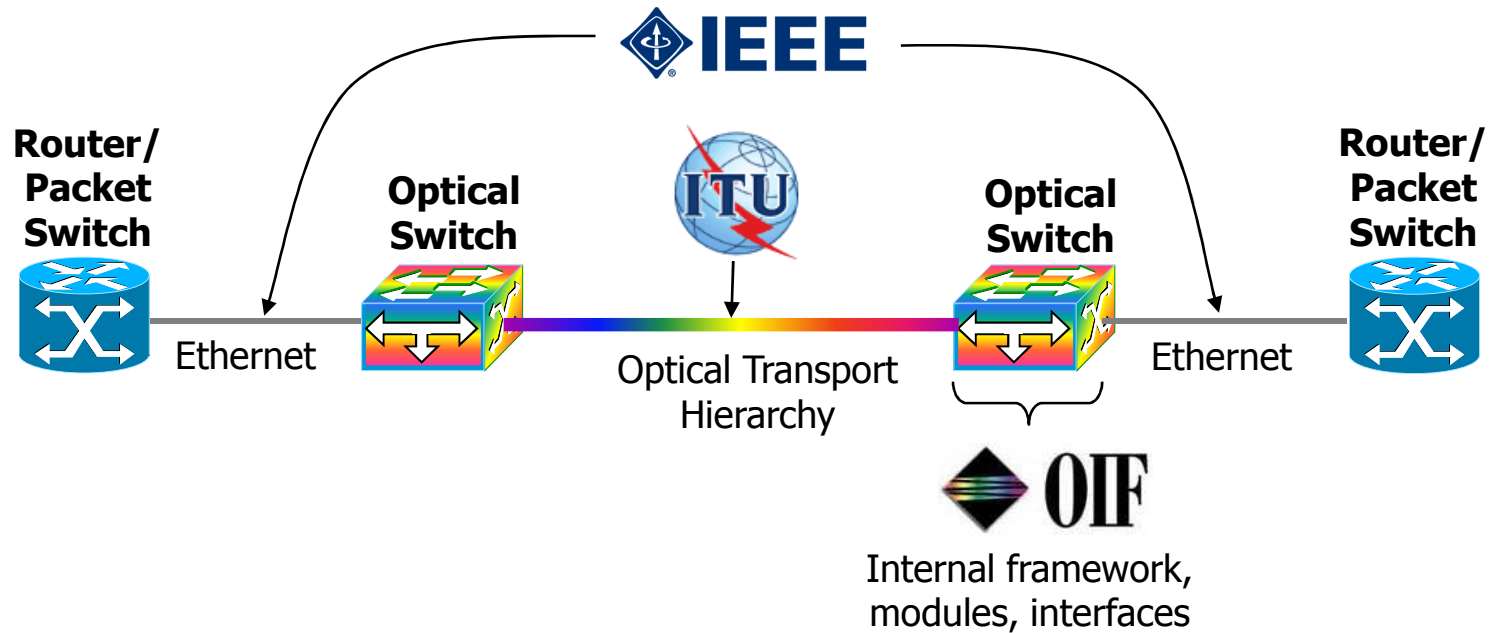 IEEE
®
Router/
Packet
Switch
Optical
Switch
ITU
Optical
Switch
Router/
Packet
Switch
Ethernet
Optical Transport
Hierarchy
Ethernet
OIF
Internal framework,
modules, interfaces